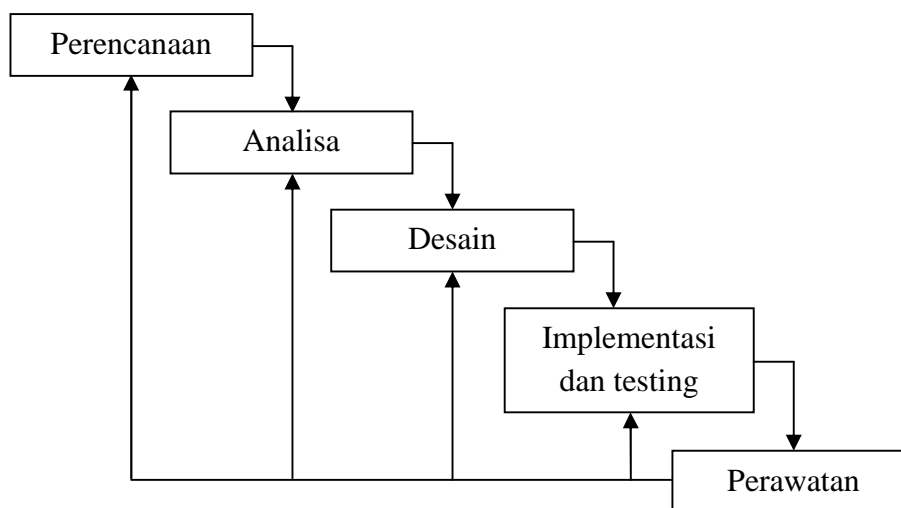 Perencanaan
Analisa
Desain
Implementasi
dan testing
Perawatan